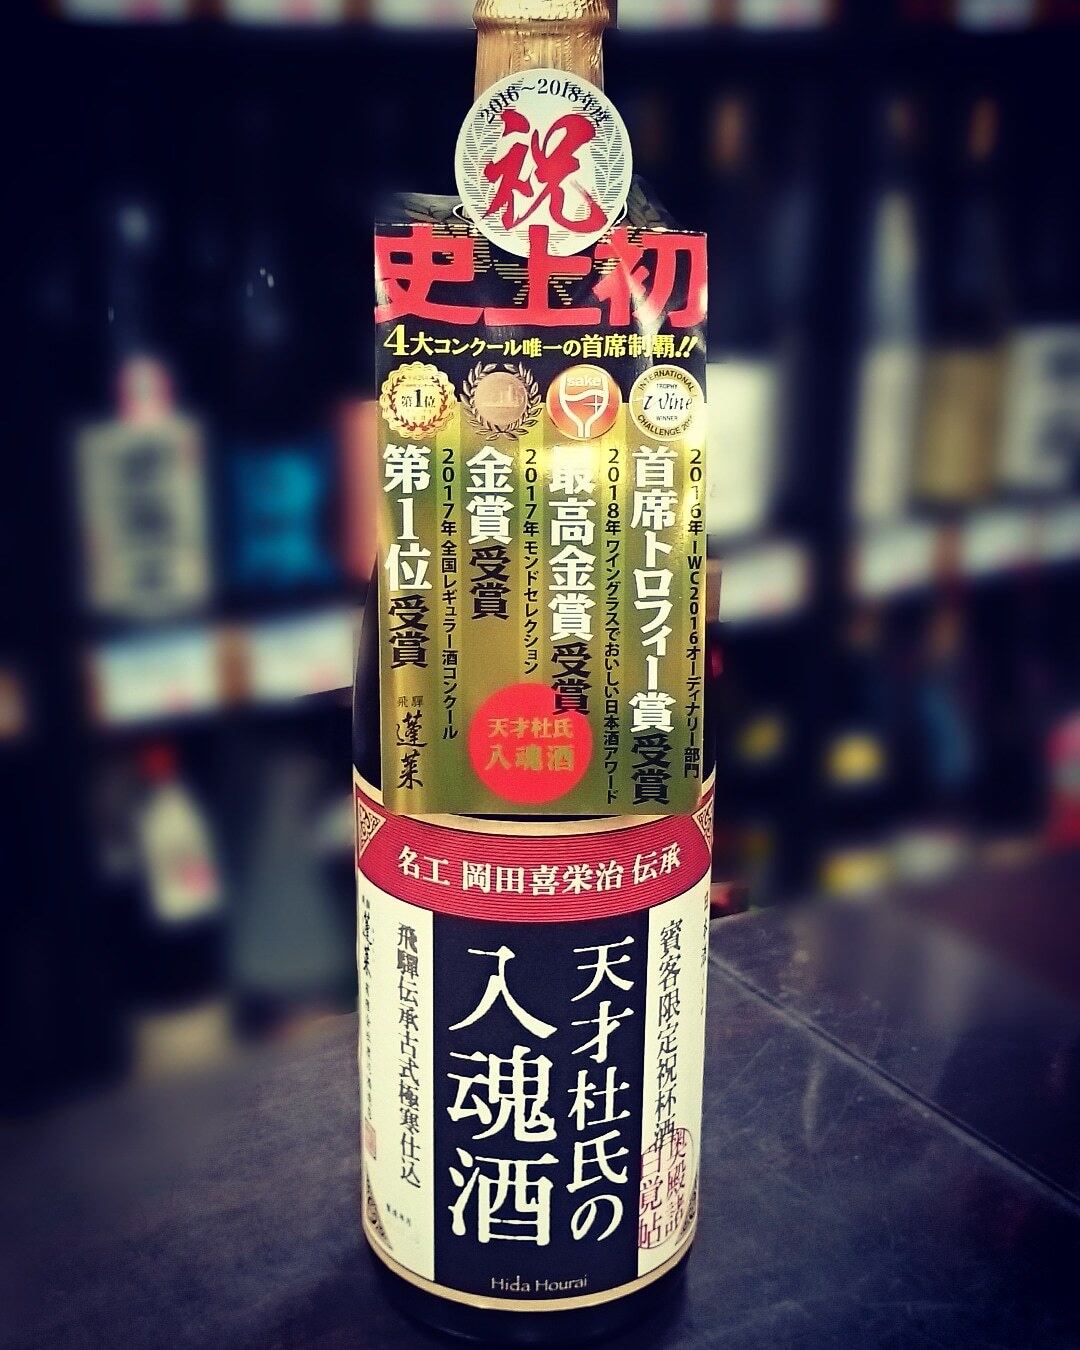 2016～2018年度
祝
史上初
4大コンクール唯一の首席制覇!!
第1位
sake
INTERNATIONAL
TROPHY
Wine
WINNER
CHALLENGE
2016年IWC2016オーディナリー部門
首席トロフィー賞受賞
2018年ワイングラスでおいしい日本酒アワード
最高金賞受賞
2017年モンドセレクション
金賞受賞
2017年全国レギュラー酒コンクール
第1位受賞
飛騨
蓬莱
天才杜氏
入魂酒
名工 岡田喜栄治 伝承
賓客限定祝杯酒
天才杜氏の
入魂酒
飛騨伝承古式極寒仕込
蓬莱
Hida Hourai